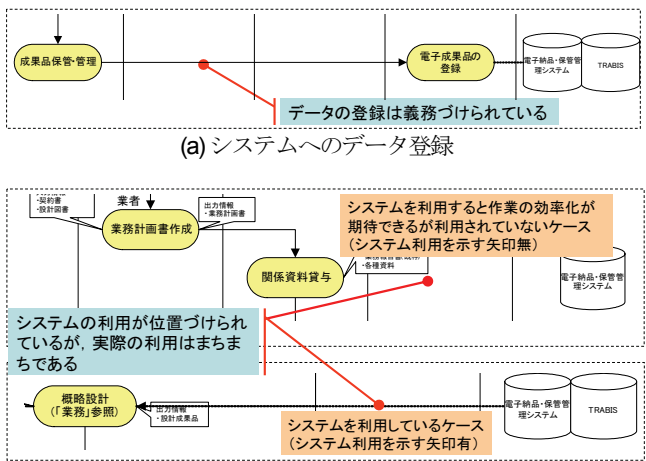 成果品保管・管理
電子成果品の
登録
電子納品・保管管
理システム
TRABIS
データの登録は義務づけられている
(a) システムへのデータ登録
・契約書
・設計図書
業者
出力情報
・業務計画書
業務計画書作成
システムを利用すると作業の効率化が
期待できるが利用されていないケース
(システム利用を示す矢印無)
関係資料貸与
・各種資料
電子納品・保管管
理システム
システムの利用が位置づけられ
ているが，実際の利用はまちま
ちである
概略設計
(「業務」参照)
出力情報
・設計成果品
システムを利用しているケース
(システム利用を示す矢印有)
電子納品・保管管
理システム
TRABIS